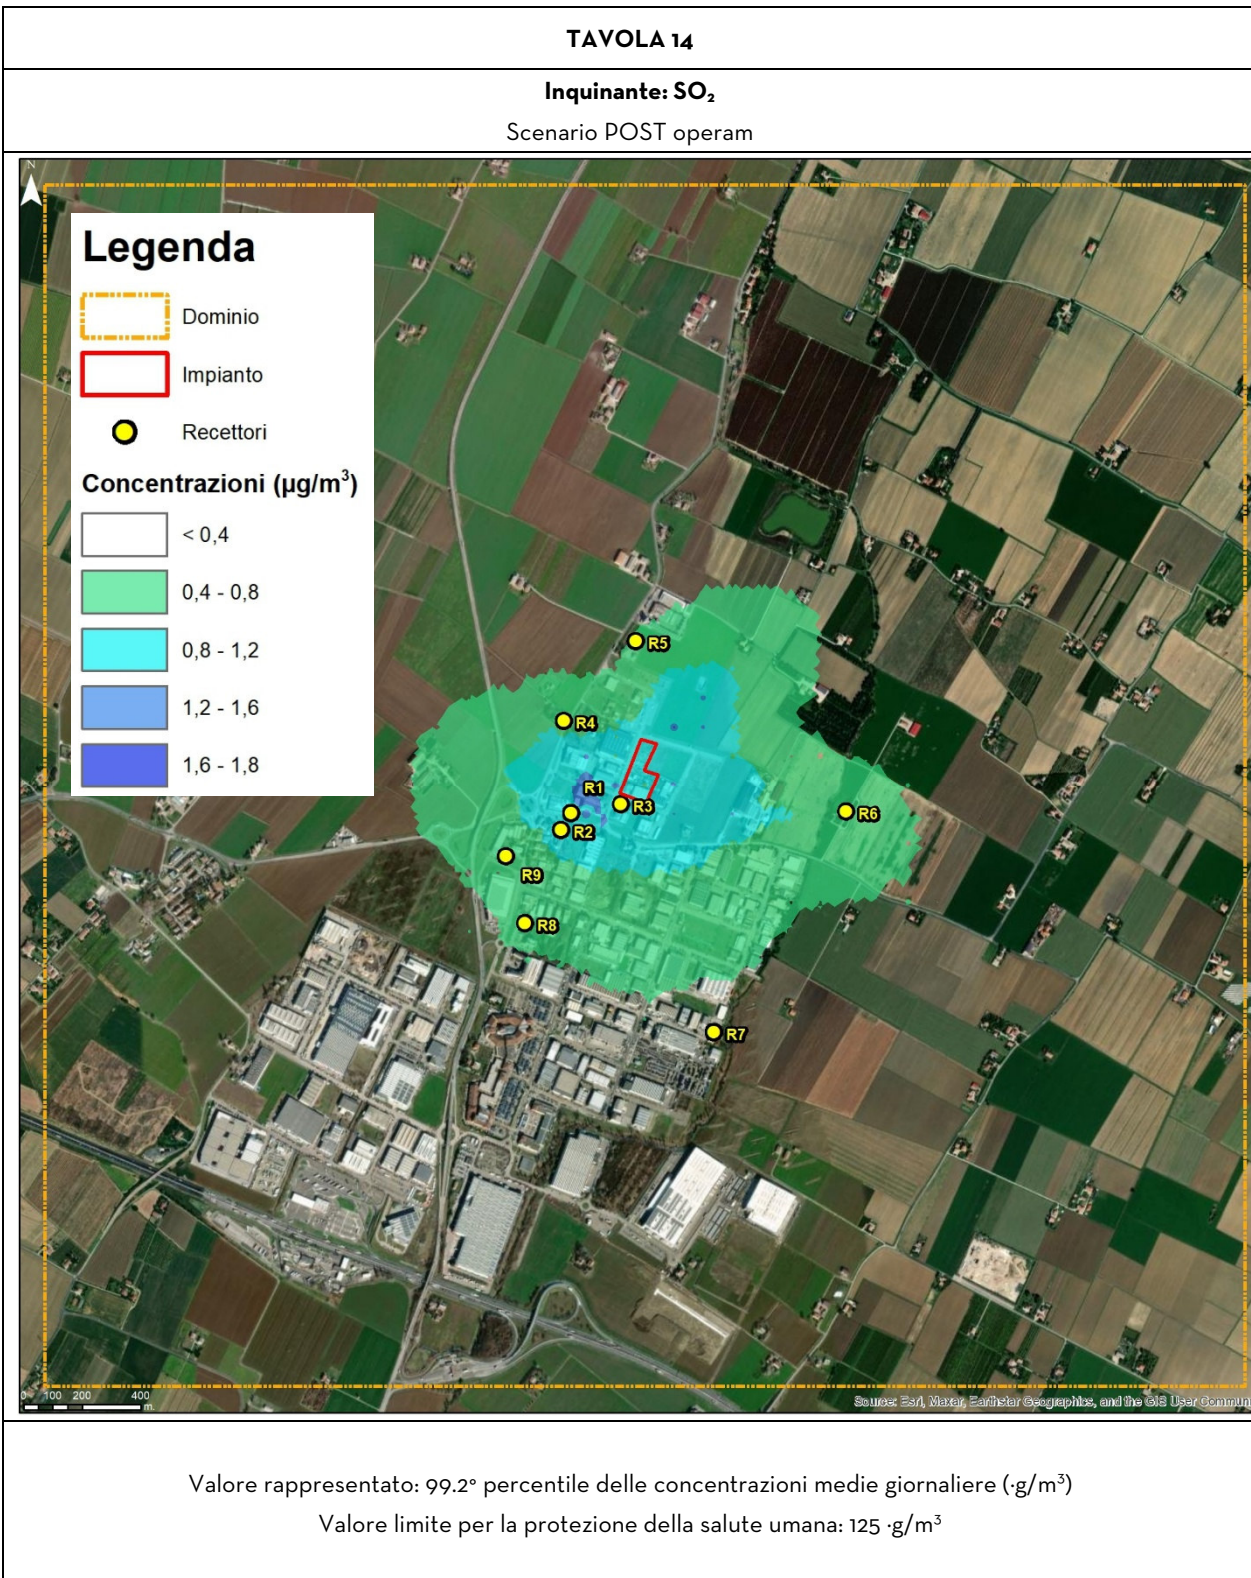 TAVOLA 14
Inquinante: SO₂
Scenario POST operam
N
Legenda
Dominio
Impianto
Recettori
Concentrazioni (µg/m³)
< 0,4
0,4 - 0,8
0,8 - 1,2
1,2 - 1,6
1,6 - 1,8
R5
R4
R1
R3
R6
R2
R9
R8
R7
0 100 200 400
m.
Source: Esri, Maxar, Earthstar Geographics, and the GIS User Commun
Valore rappresentato: 99.2° percentile delle concentrazioni medie giornaliere (·g/m³)
Valore limite per la protezione della salute umana: 125 ·g/m³